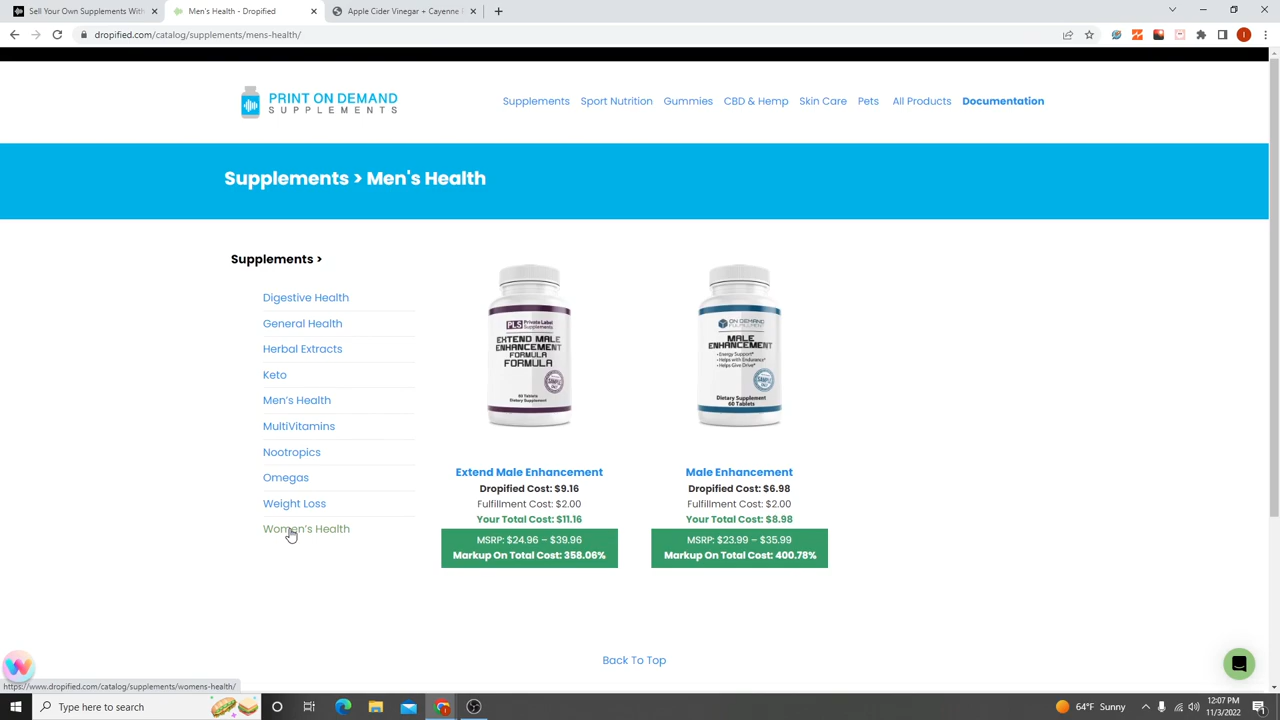 Sell Your Own Supplements With
Men's Health - Dropified
Apple Cider Vinegar + Cayenne
dropified.com/catalog/supplements/mens-health/
PRINT ON DEMAND
SUPPLEMENTS
Supplements Sport Nutrition Gummies CBD & Hemp Skin Care Pets All Products Documentation
Supplements > Men's Health
Supplements >
Digestive Health
General Health
Herbal Extracts
Keto
Men's Health
MultiVitamins
Nootropics
Omegas
Weight Loss
Women's Health
PLS Private Label
Supplements
EXTEND MALE
ENHANCEMENT
FORMULA
FORMULA
SAMPLE
60 Tablets
Dietary Supplement
Extend Male Enhancement
Dropified Cost: $9.16
Fulfillment Cost: $2.00
Your Total Cost: $11.16
MSRP: $24.96 – $39.96
Markup On Total Cost: 358.06%
ON DEMAND
FULFILLMENT
MALE
ENHANCEMENT
•Energy Support•
•Helps with Endurance•
•Helps Give Drive•
SAMPLE
Dietary Supplement
60 Tablets
Male Enhancement
Dropified Cost: $6.98
Fulfillment Cost: $2.00
Your Total Cost: $8.98
MSRP: $23.99 – $35.99
Markup On Total Cost: 400.78%
Back To Top
https://www.dropified.com/catalog/supplements/womens-health/
Type here to search
64°F Sunny
12:07 PM
11/3/2022